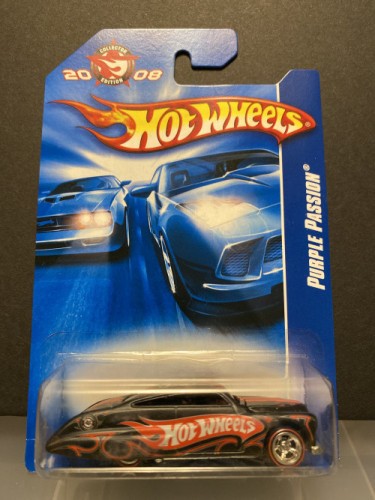 COLLECTOR
EDITION
20 08
HOT WHEELS
PURPLE PASSION®
HOT WHEELS